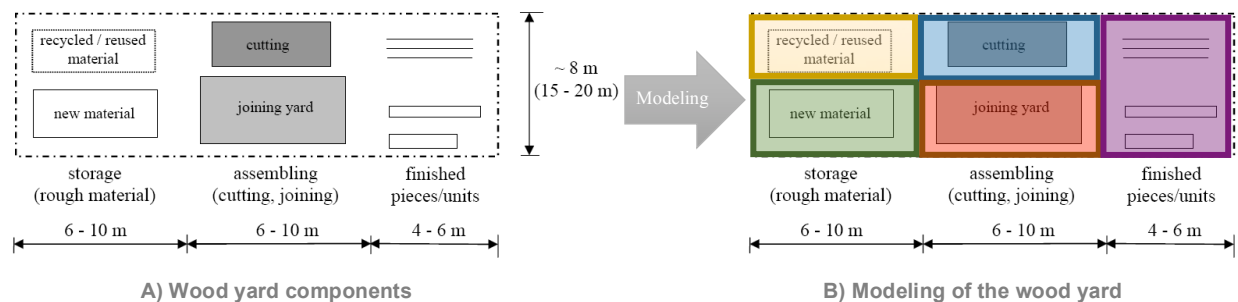 recycled / reused
material
cutting
new material
joining yard
~ 8 m
(15 - 20 m)
storage
(rough material)
assembling
(cutting, joining)
finished
pieces/units
6 - 10 m
6 - 10 m
4 - 6 m
A) Wood yard components
Modeling
recycled / reused
material
cutting
new material
joining yard
storage
(rough material)
assembling
(cutting, joining)
finished
pieces/units
6 - 10 m
6 - 10 m
4 - 6 m
B) Modeling of the wood yard